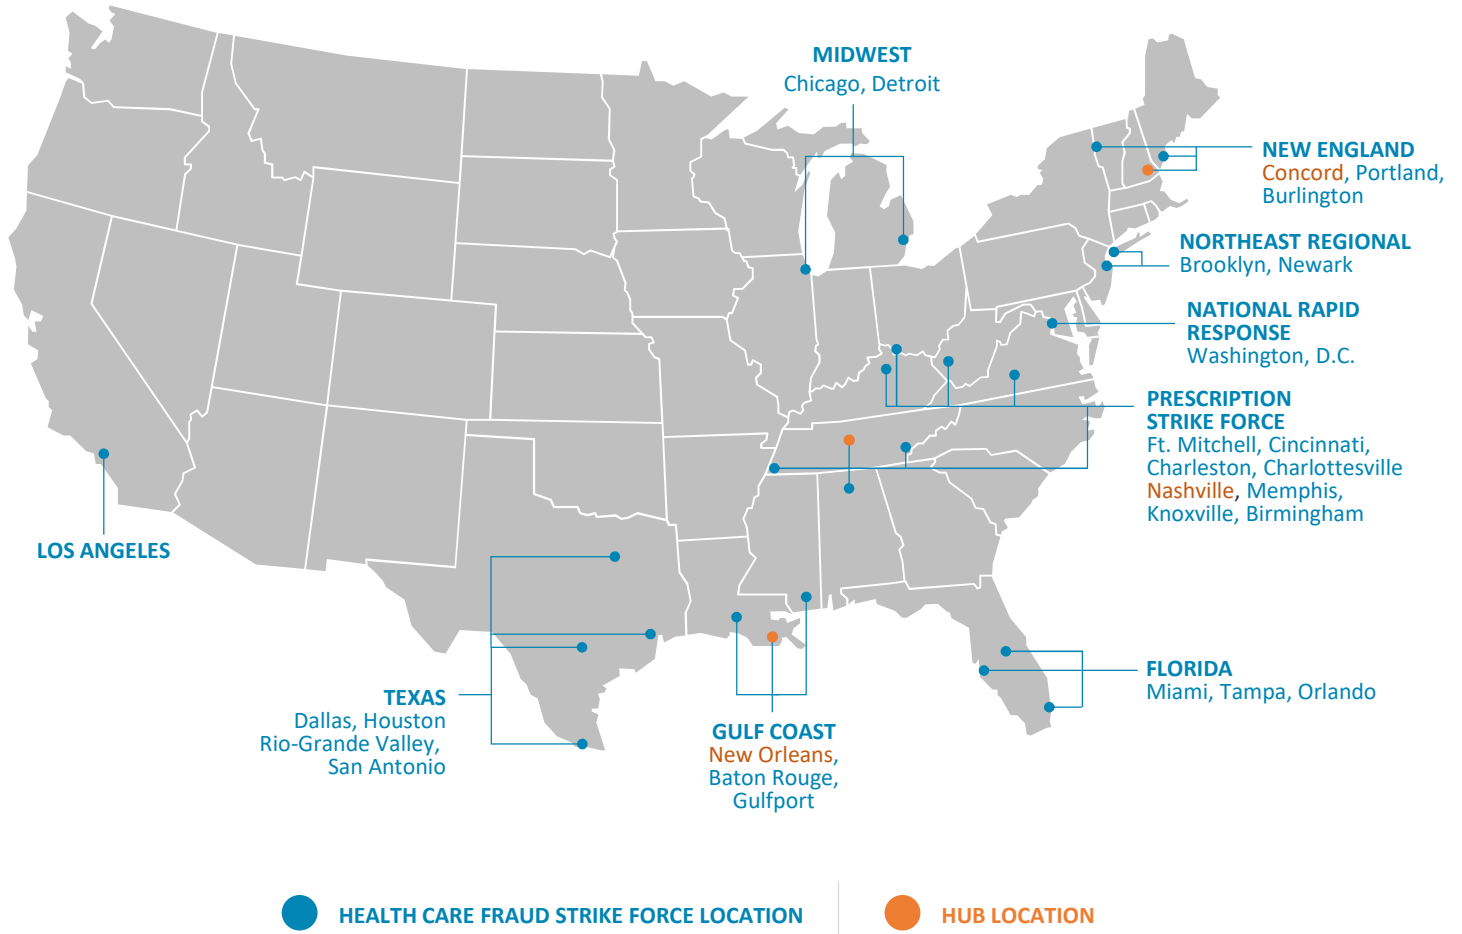 MIDWEST
Chicago, Detroit
NEW ENGLAND
Concord, Portland,
Burlington
NORTHEAST REGIONAL
Brooklyn, Newark
NATIONAL RAPID
RESPONSE
Washington, D.C.
PRESCRIPTION
STRIKE FORCE
Ft. Mitchell, Cincinnati,
Charleston, Charlottesville
Nashville, Memphis,
Knoxville, Birmingham
LOS ANGELES
TEXAS
Dallas, Houston
Rio-Grande Valley,
San Antonio
GULF COAST
New Orleans,
Baton Rouge,
Gulfport
FLORIDA
Miami, Tampa, Orlando
HEALTH CARE FRAUD STRIKE FORCE LOCATION
HUB LOCATION